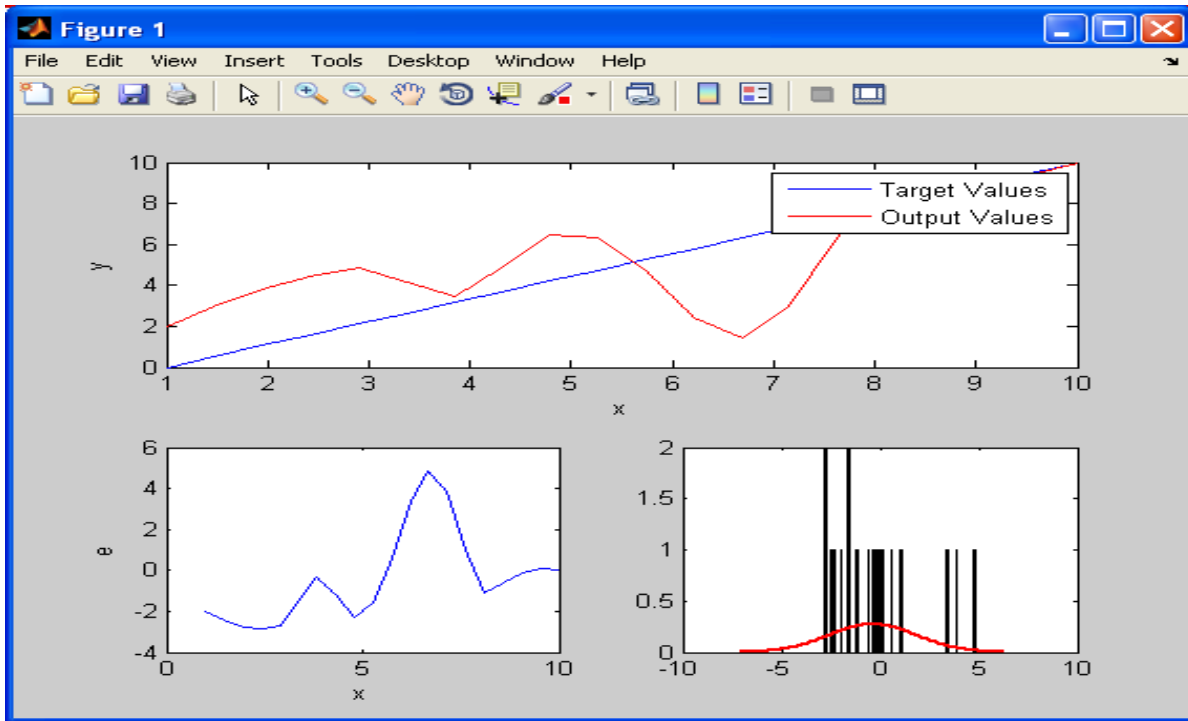 Figure 1
File Edit View Insert Tools Desktop Window Help
10
8
6
4
2
0
y
Target Values
Output Values
1 2 3 4 5 6 7 8 9 10
x
6
4
2
0
-2
-4
e
0 5 10
x
2
1.5
1
0.5
0
-10 -5 0 5 10